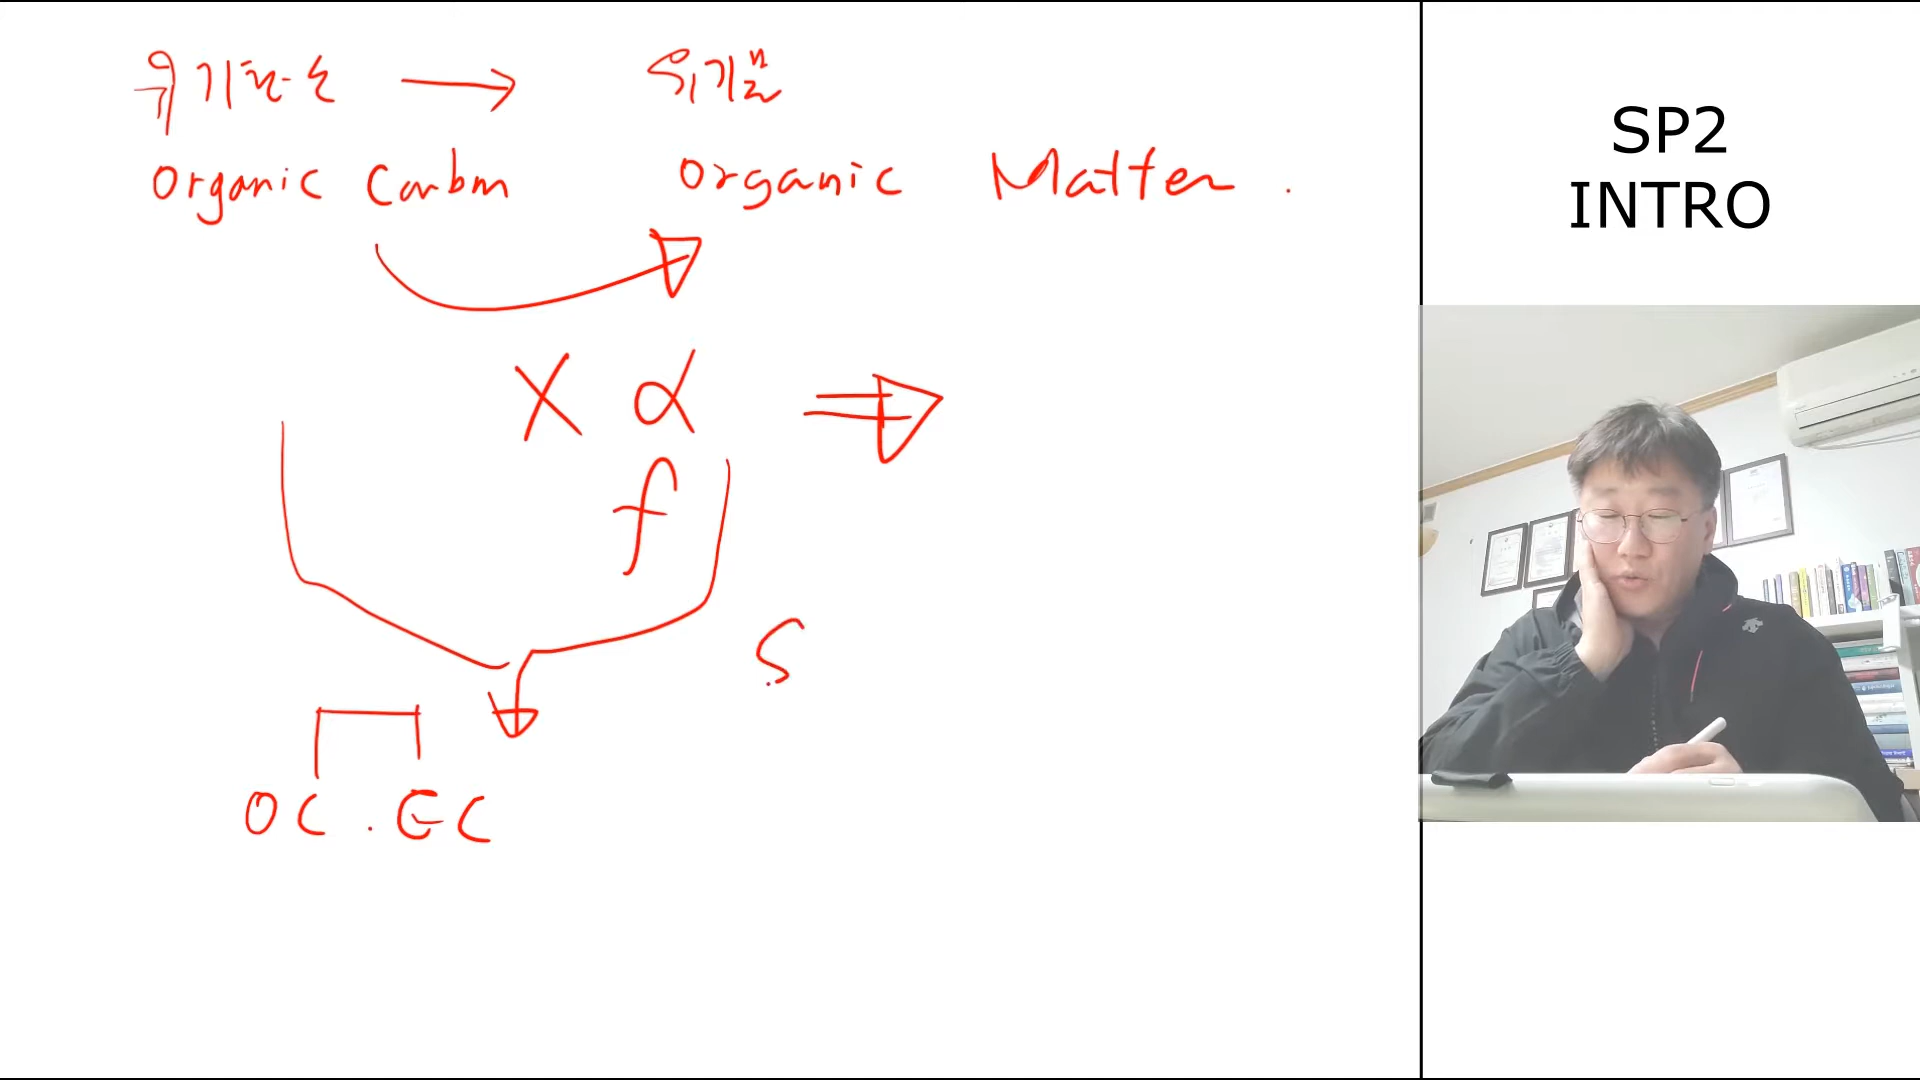 유기탄소 → 유기물
Organic Carbon Organic Matter .
X α ⇒
f
S
OC . EC
SP2
INTRO